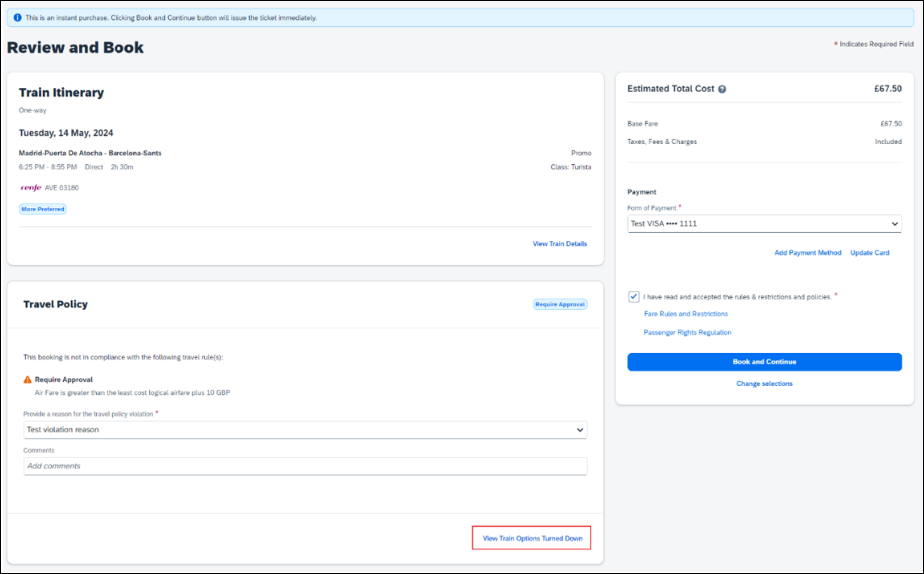 This is an instant purchase. Clicking Book and Continue button will issue the ticket immediately.
Review and Book
* Indicates Required Field
Train Itinerary
One-way
Tuesday, 14 May, 2024
Madrid-Puerta De Atocha - Barcelona-Sants
Promo
6:25 PM - 8:55 PM Direct 2h 30m
Class: Turista
renfe AVE 03180
More Preferred
View Train Details
Travel Policy
Require Approval
This booking is not in compliance with the following travel rule(s):
Require Approval
Air Fare is greater than the least cost logical airfare plus 10 GBP
Provide a reason for the travel policy violation *
Test violation reason
Comments
Add comments
View Train Options Turned Down
Estimated Total Cost £67.50
Base Fare £67.50
Taxes, Fees & Charges Included
Payment
Form of Payment *
Test VISA •••• 1111
Add Payment Method Update Card
I have read and accepted the rules & restrictions and policies. *
Fare Rules and Restrictions
Passenger Rights Regulation
Book and Continue
Change selections